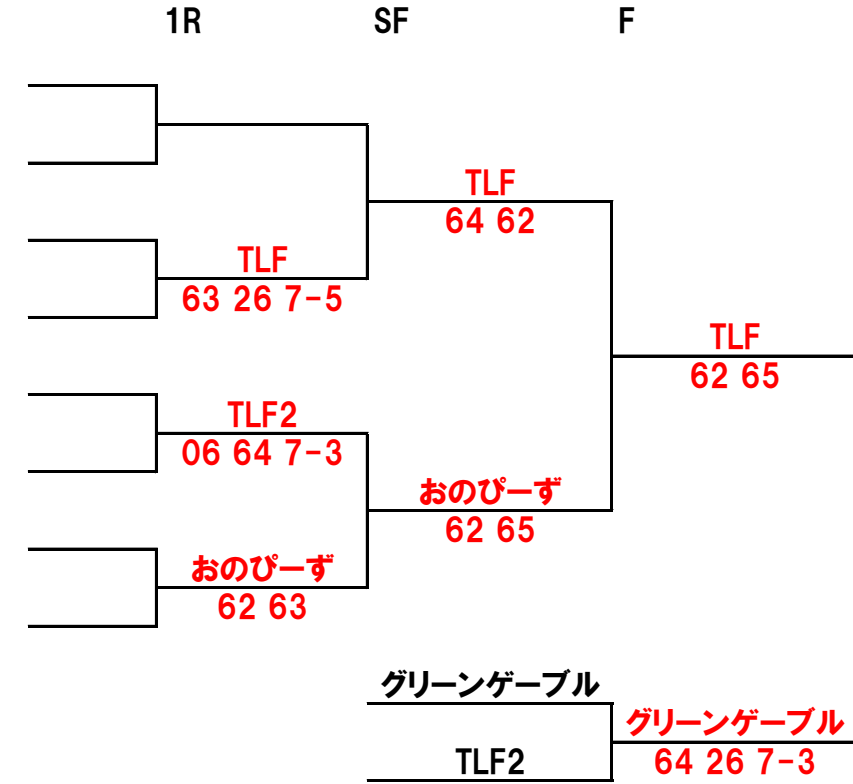 1R SF F
TLF
64 62
TLF
63 26 7-5
TLF
62 65
TLF2
06 64 7-3
おのぴーず
62 65
おのぴーず
62 63
グリーンゲーブル
グリーンゲーブル
TLF2
64 26 7-3